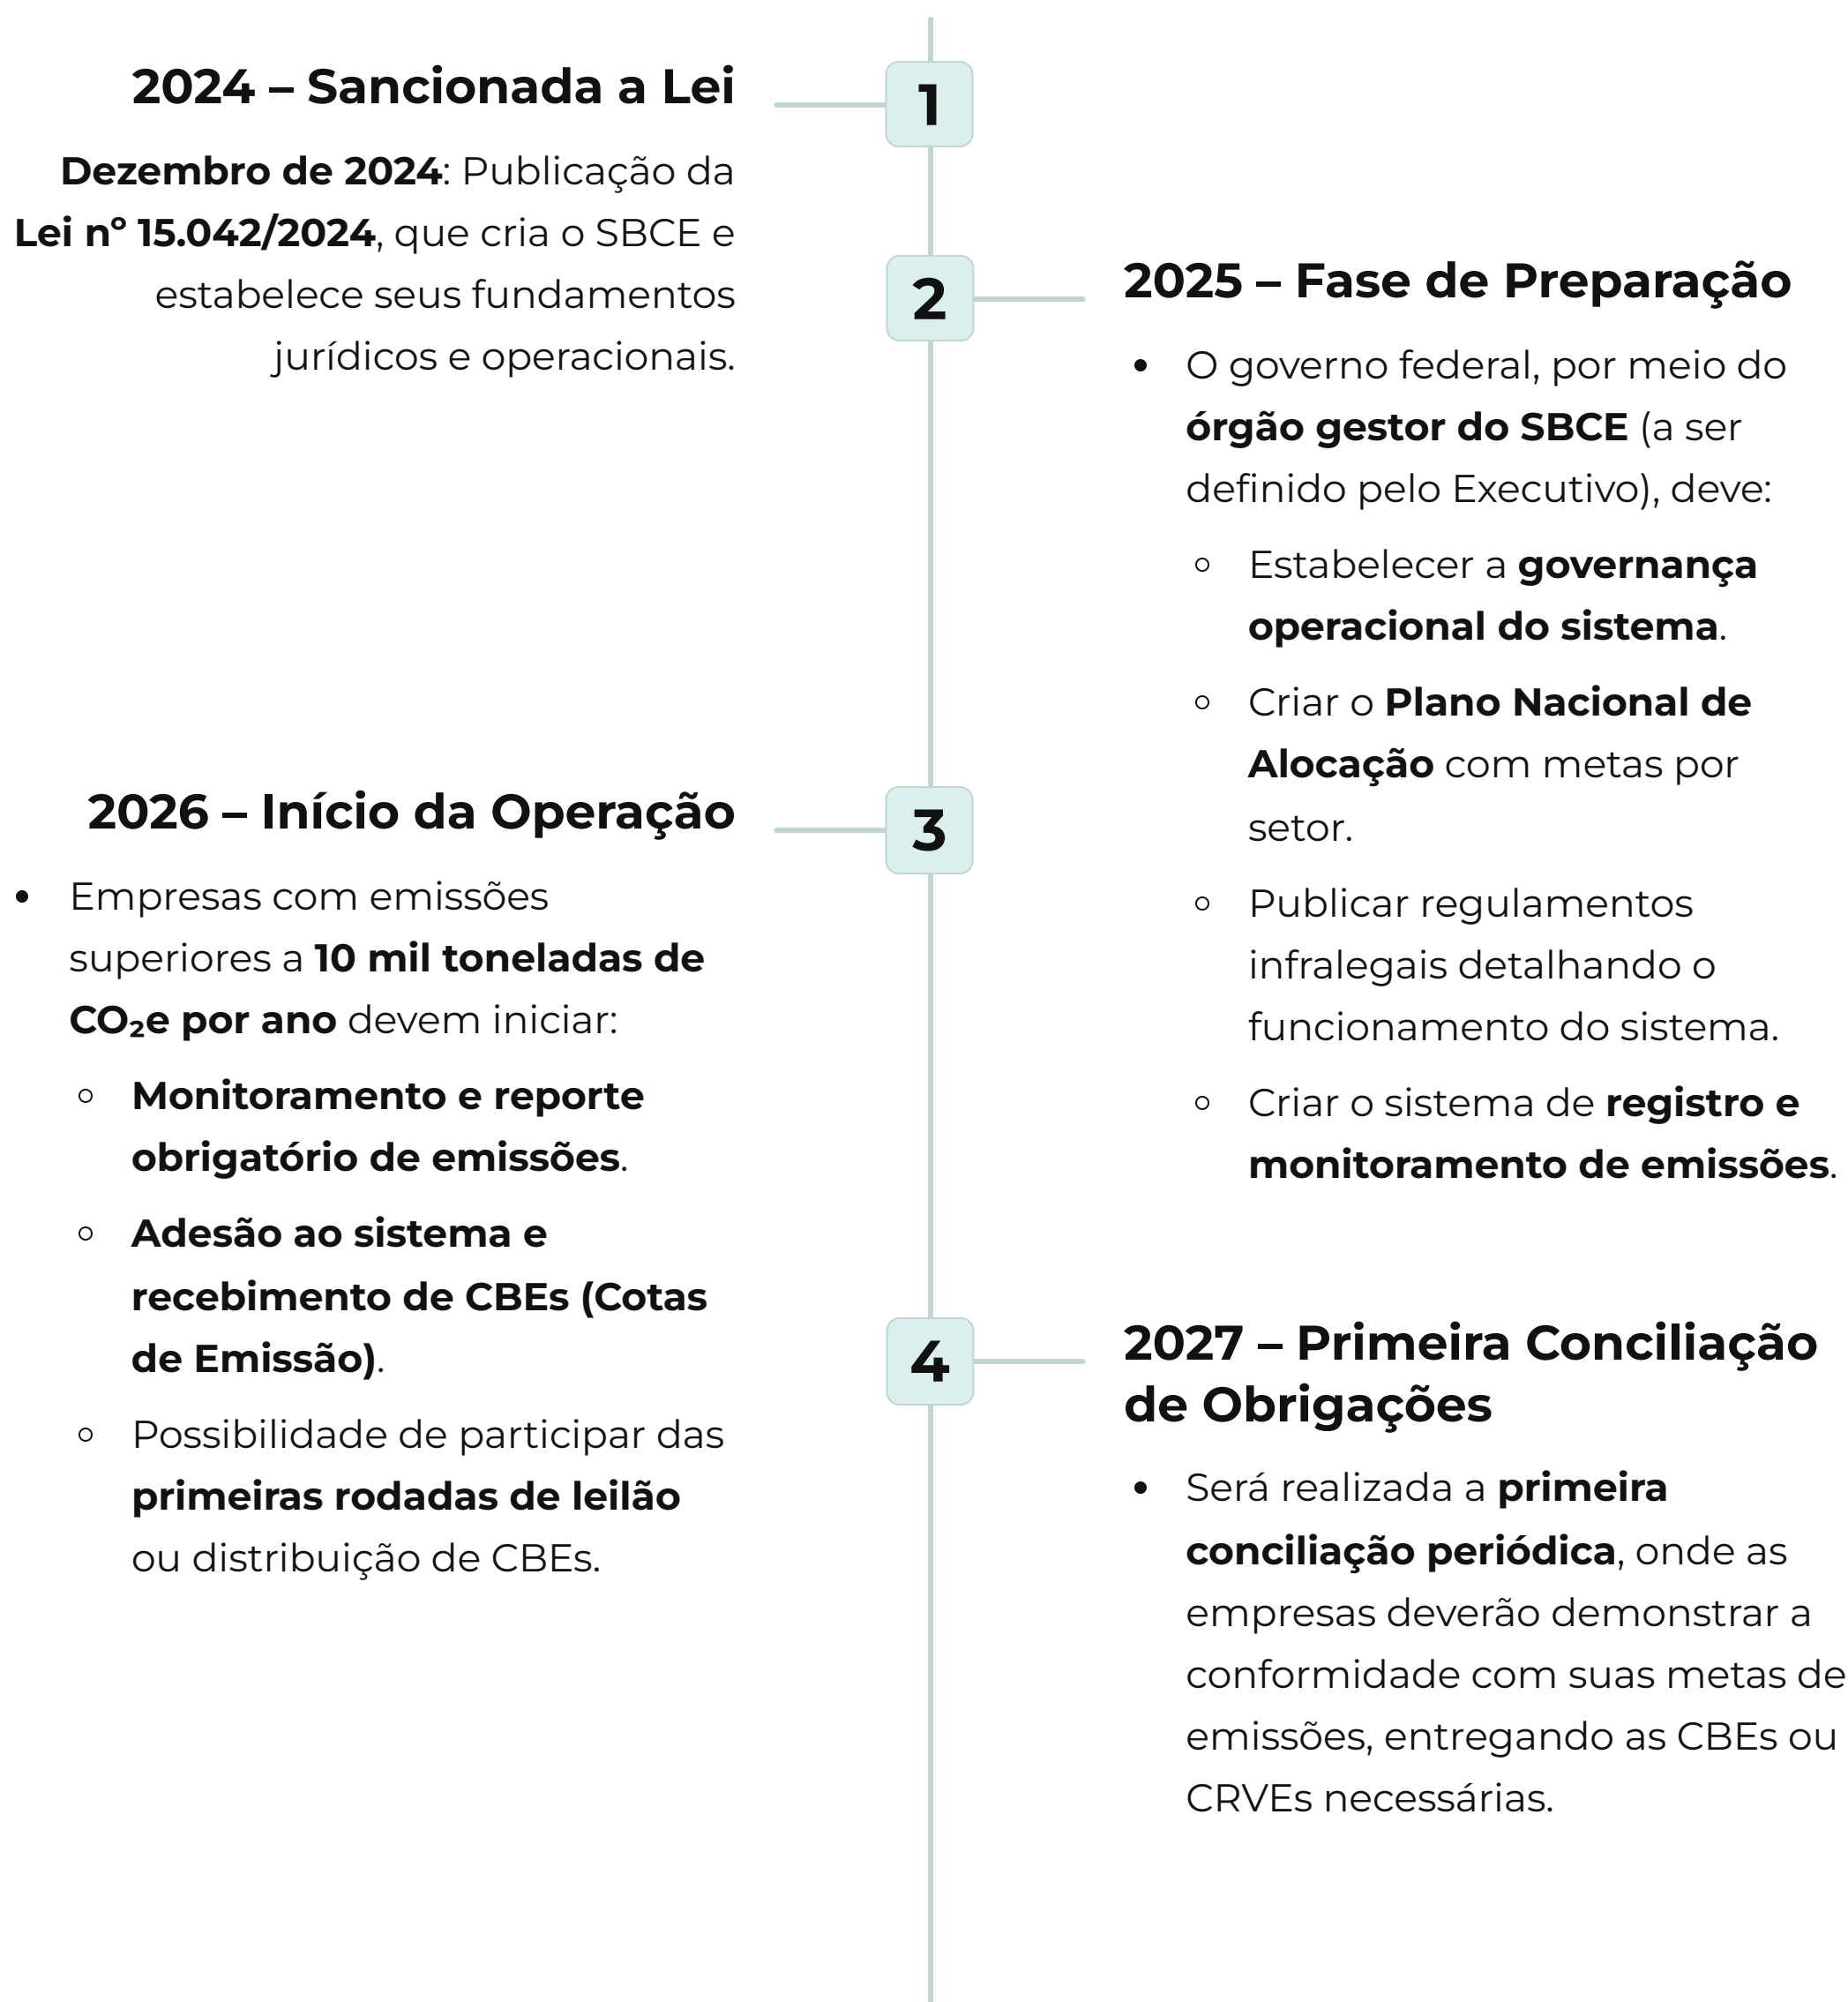 1
2024 – Sancionada a Lei
Dezembro de 2024: Publicação da
Lei nº 15.042/2024, que cria o SBCE e
estabelece seus fundamentos
jurídicos e operacionais.
2
2025 – Fase de Preparação
• O governo federal, por meio do
órgão gestor do SBCE (a ser
definido pelo Executivo), deve:
◦ Estabelecer a governança
operacional do sistema.
◦ Criar o Plano Nacional de
Alocação com metas por
setor.
◦ Publicar regulamentos
infralegais detalhando o
funcionamento do sistema.
◦ Criar o sistema de registro e
monitoramento de emissões.
3
2026 – Início da Operação
• Empresas com emissões
superiores a 10 mil toneladas de
CO₂e por ano devem iniciar:
◦ Monitoramento e reporte
obrigatório de emissões.
◦ Adesão ao sistema e
recebimento de CBEs (Cotas
de Emissão).
◦ Possibilidade de participar das
primeiras rodadas de leilão
ou distribuição de CBEs.
4
2027 – Primeira Conciliação
de Obrigações
• Será realizada a primeira
conciliação periódica, onde as
empresas deverão demonstrar a
conformidade com suas metas de
emissões, entregando as CBEs ou
CRVEs necessárias.